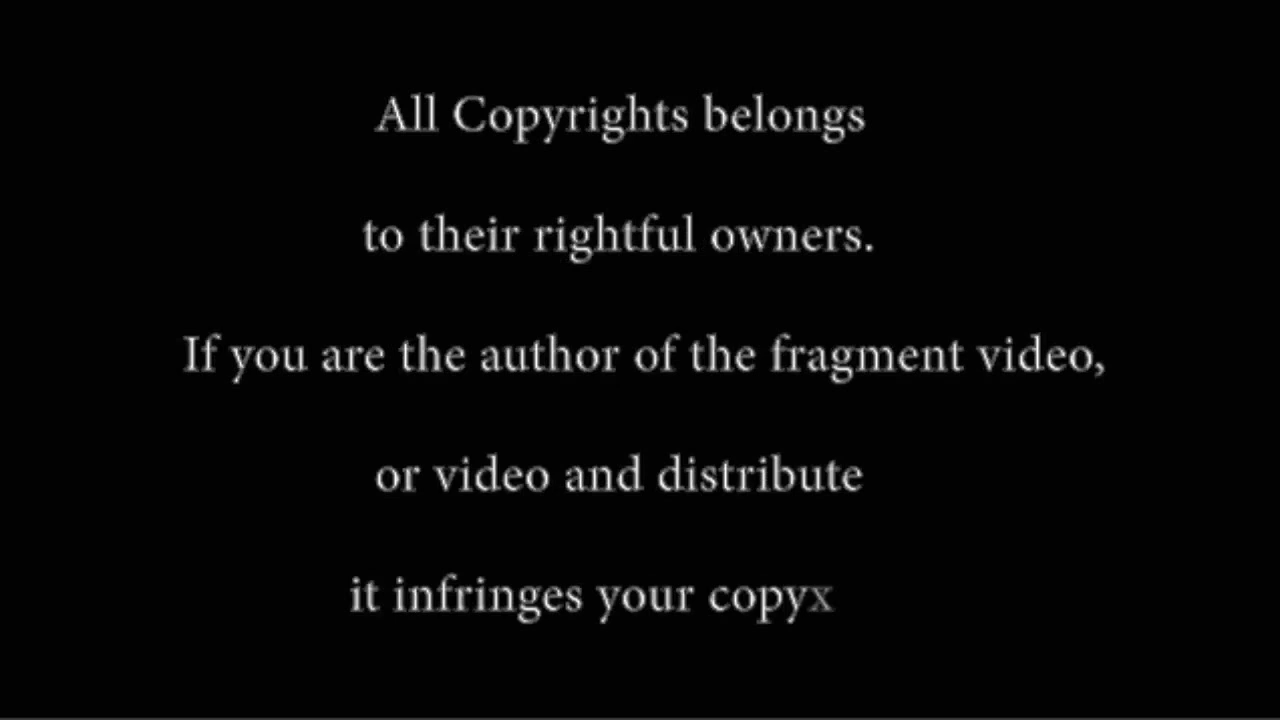 All Copyrights belongs
to their rightful owners.
If you are the author of the fragment video,
or video and distribute
it infringes your copyx